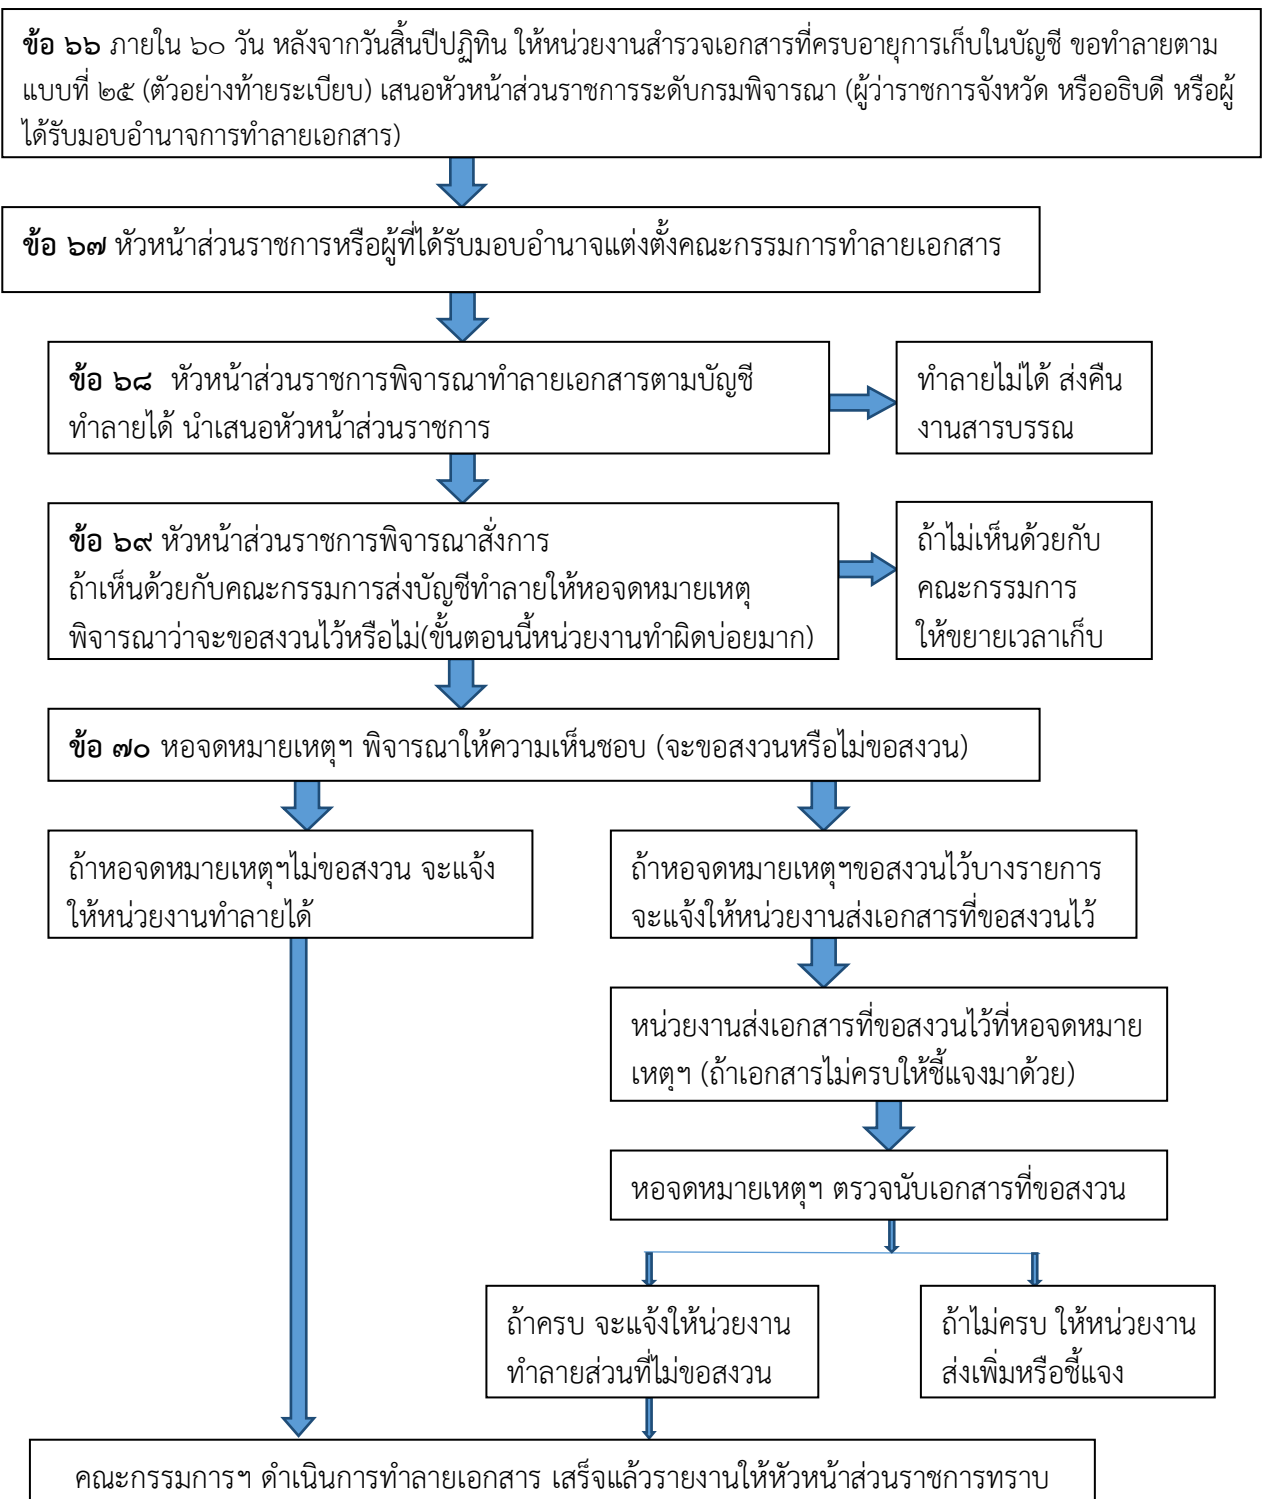 ข้อ ๖๖ ภายใน ๖๐ วัน หลังจากวันสิ้นปีปฏิทิน ให้หน่วยงานสำรวจเอกสารที่ครบอายุการเก็บในบัญชี ขอทำลายตาม
แบบที่ ๒๕ (ตัวอย่างท้ายระเบียบ) เสนอหัวหน้าส่วนราชการระดับกรมพิจารณา (ผู้ว่าราชการจังหวัด หรืออธิบดี หรือผู้
ได้รับมอบอำนาจการทำลายเอกสาร)
ข้อ ๖๗ หัวหน้าส่วนราชการหรือผู้ที่ได้รับมอบอำนาจแต่งตั้งคณะกรรมการทำลายเอกสาร
ข้อ ๖๘ หัวหน้าส่วนราชการพิจารณาทำลายเอกสารตามบัญชี
ทำลายได้ นำเสนอหัวหน้าส่วนราชการ
ทำลายไม่ได้ ส่งคืน
งานสารบรรณ
ข้อ ๖๙ หัวหน้าส่วนราชการพิจารณาสั่งการ
ถ้าเห็นด้วยกับคณะกรรมการส่งบัญชีทำลายให้หอจดหมายเหตุ
พิจารณาว่าจะขอสงวนไว้หรือไม่(ขั้นตอนนี้หน่วยงานทำผิดบ่อยมาก)
ถ้าไม่เห็นด้วยกับ
คณะกรรมการ
ให้ขยายเวลาเก็บ
ข้อ ๗๐ หอจดหมายเหตุฯ พิจารณาให้ความเห็นชอบ (จะขอสงวนหรือไม่ขอสงวน)
ถ้าหอจดหมายเหตุฯไม่ขอสงวน จะแจ้ง
ให้หน่วยงานทำลายได้
ถ้าหอจดหมายเหตุฯขอสงวนไว้บางรายการ
จะแจ้งให้หน่วยงานส่งเอกสารที่ขอสงวนไว้
หน่วยงานส่งเอกสารที่ขอสงวนไว้ที่หอจดหมาย
เหตุฯ (ถ้าเอกสารไม่ครบให้ชี้แจงมาด้วย)
หอจดหมายเหตุฯ ตรวจนับเอกสารที่ขอสงวน
ถ้าครบ จะแจ้งให้น่วยงาน
ทำลายส่วนที่ไม่ขอสงวน
ถ้าไม่ครบ ให้หน่วยงาน
ส่งเพิ่มหรือชี้แจง
คณะกรรมการฯ ดำเนินการทำลายเอกสาร เสร็จแล้วรายงานให้หัวหน้าส่วนราชการทราบ